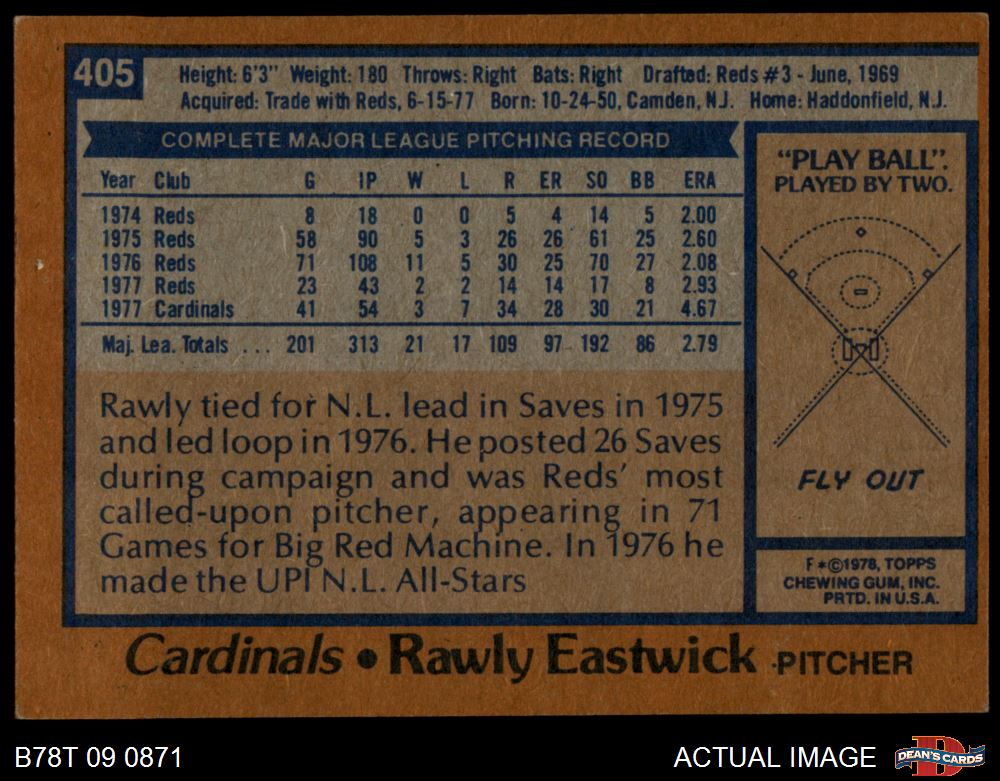 405
Height: 6'3" Weight: 180 Throws: Right Bats: Right Drafted: Reds #3 - June, 1969
Acquired: Trade with Reds, 6-15-77 Born: 10-24-50, Camden, N.J. Home: Haddonfield, N.J.
COMPLETE MAJOR LEAGUE PITCHING RECORD
Year Club G IP W L R ER SO BB ERA
1974 Reds 8 18 0 0 5 4 14 5 2.00
1975 Reds 58 90 5 3 26 26 61 25 2.60
1976 Reds 71 108 11 5 30 25 70 27 2.08
1977 Reds 23 43 2 2 14 14 17 8 2.93
1977 Cardinals 41 54 3 7 34 28 30 21 4.67
Maj. Lea. Totals ... 201 313 21 17 109 97 192 86 2.79
Rawly tied for N.L. lead in Saves in 1975
and led loop in 1976. He posted 26 Saves
during campaign and was Reds' most
called-upon pitcher, appearing in 71
Games for Big Red Machine. In 1976 he
made the UPI N.L. All-Stars
"PLAY BALL".
PLAYED BY TWO.
FLY OUT
F*©1978, TOPPS
CHEWING GUM, INC.
PRTD. IN U.S.A.
Cardinals • Rawly Eastwick PITCHER
B78T 09 0871
ACTUAL IMAGE
D
DEAN'S CARDS